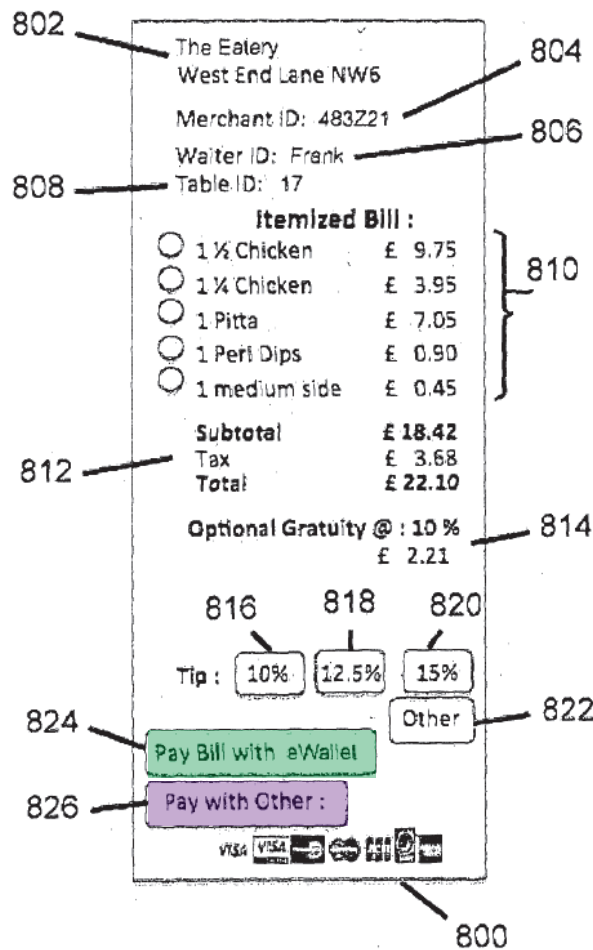 802
The Eatery
West End Lane NW6
804
Merchant ID: 483Z21
806
Waiter ID: Frank
808
Table ID: 17
Itemized Bill :
1 ½ Chicken £ 9.75
1 ¼ Chicken £ 3.95
810
1 Pitta £ 7.05
1 Peri Dips £ 0.90
1 medium side £ 0.45
Subtotal £ 18.42
812
Tax £ 3.68
Total £ 22.10
Optional Gratuity @ : 10 %
814
£ 2.21
816 818 820
Tip : 10% 12.5% 15%
Other
822
824
Pay Bill with eWallet
826
Pay with Other :
VISA VISA
800